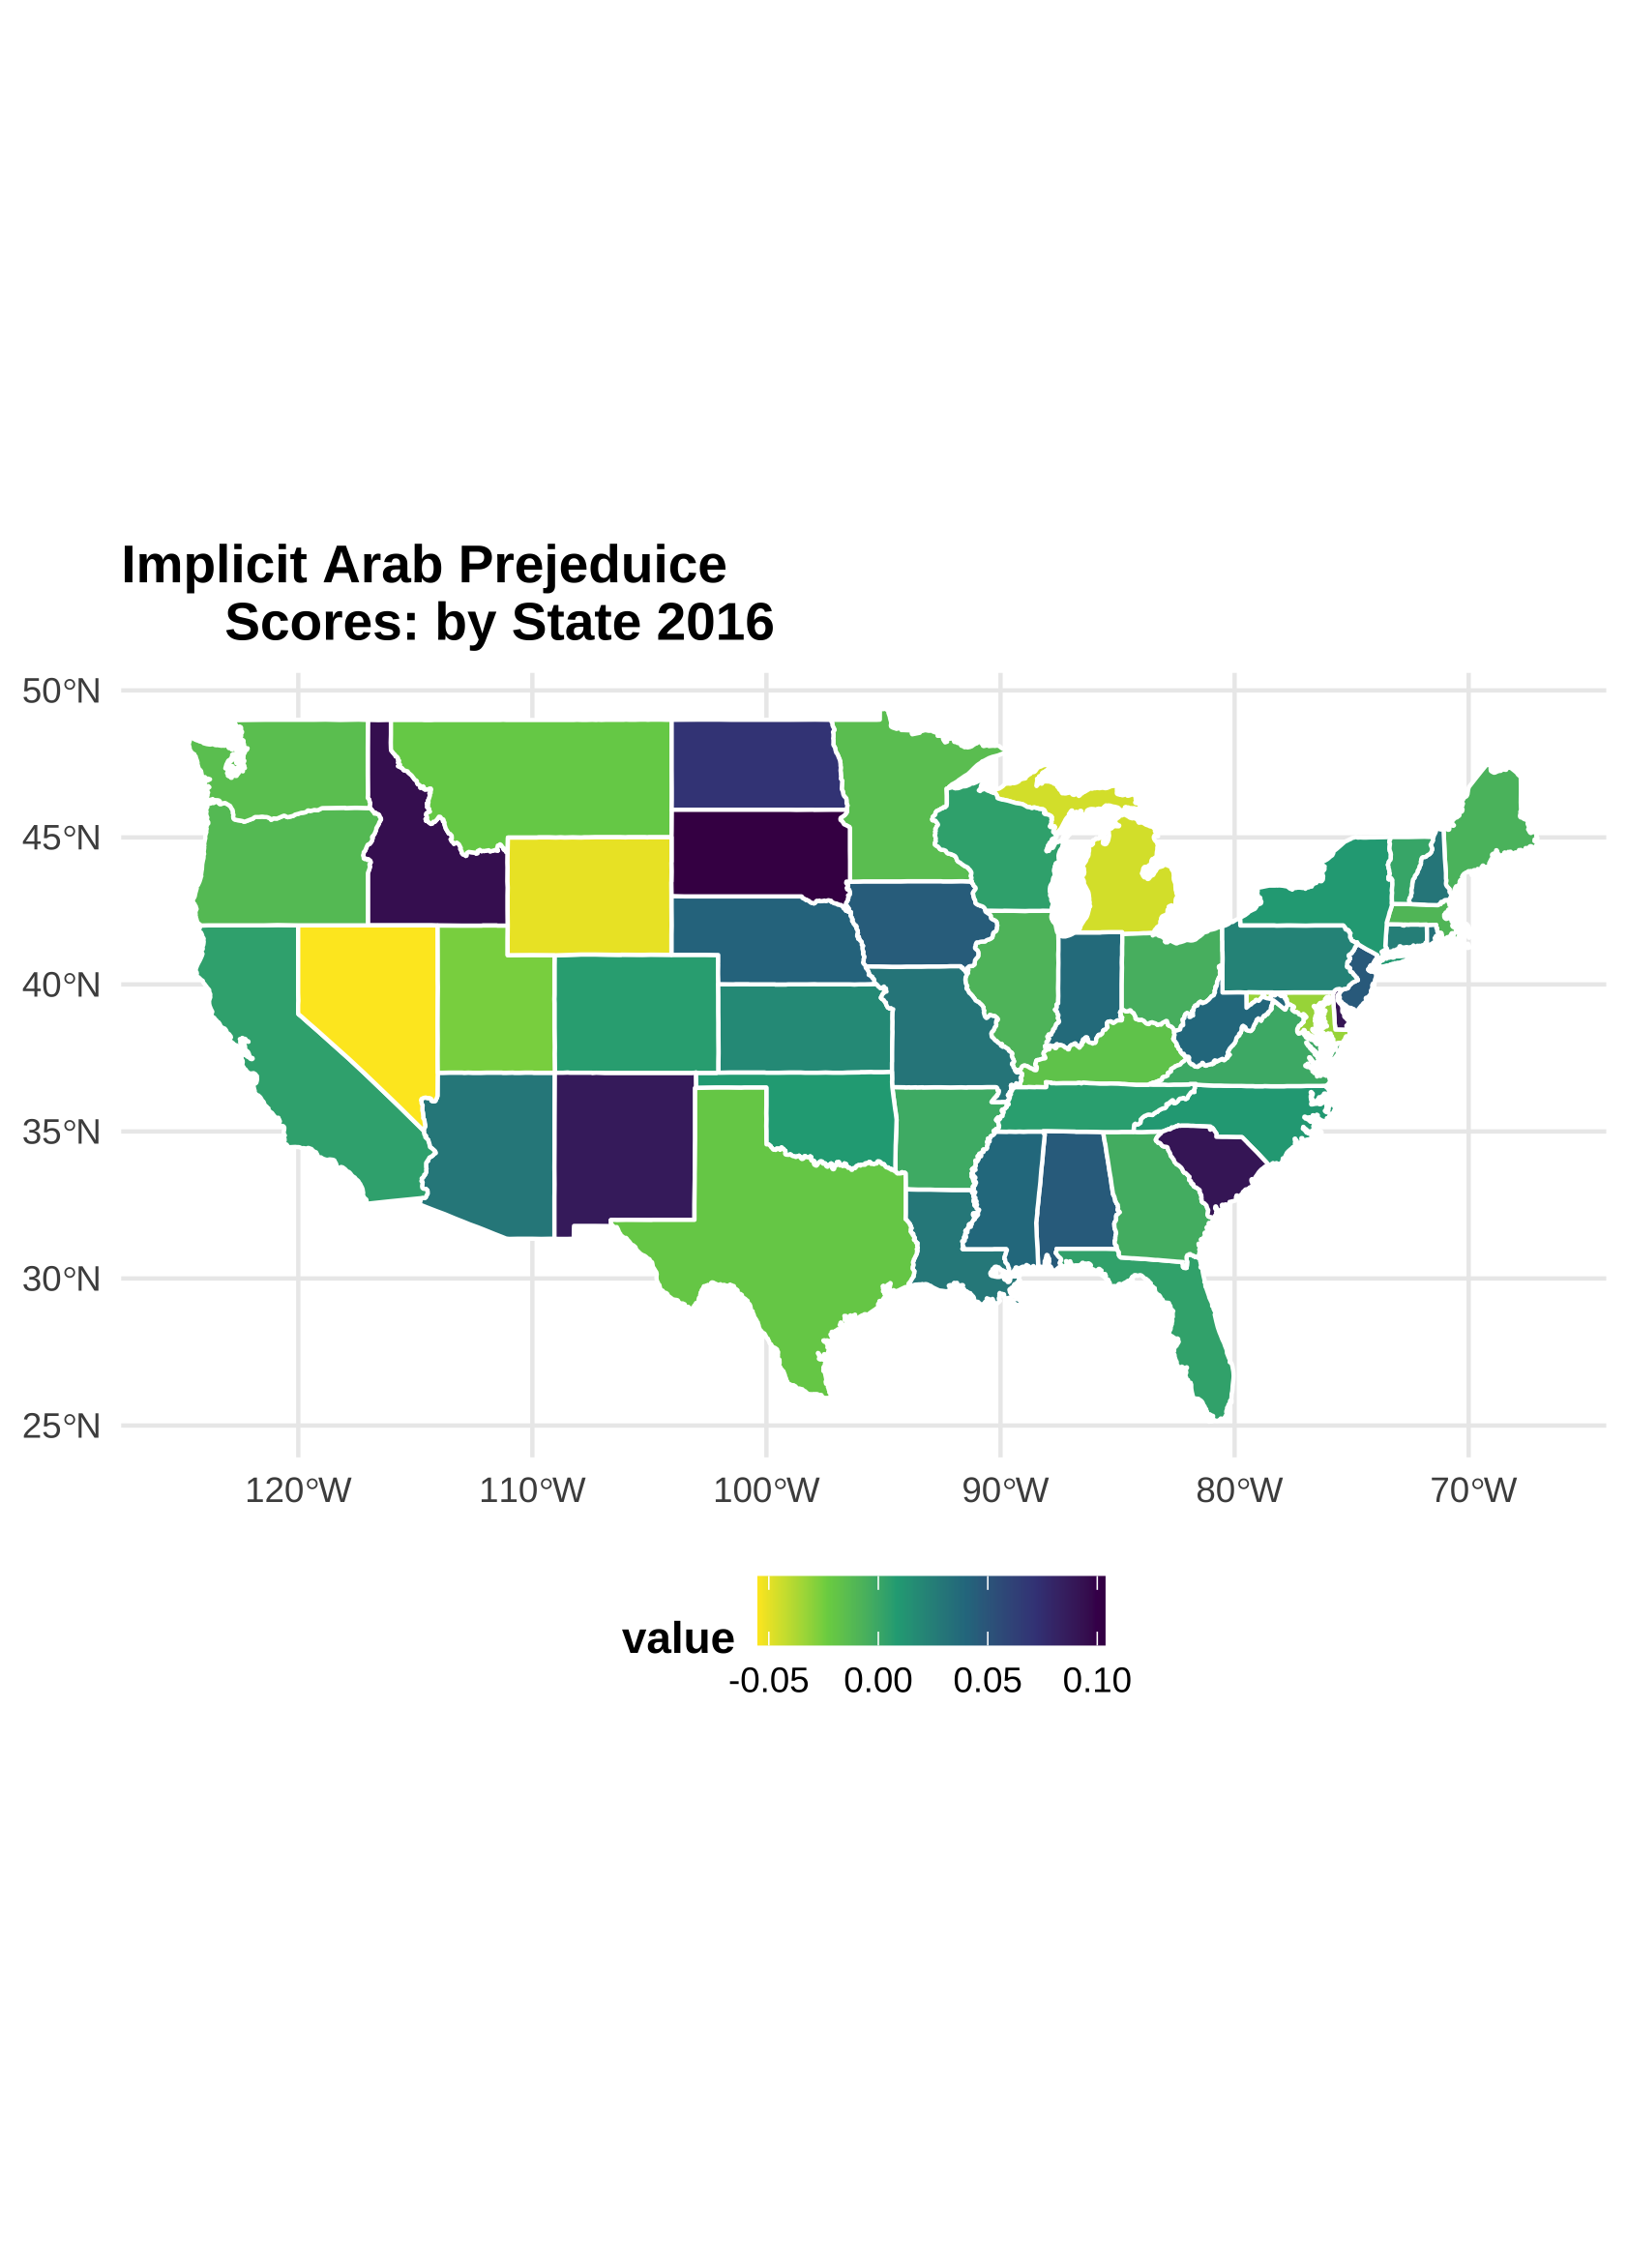 Implicit Arab Prejeduice
Scores: by State 2016
50°N
45°N
40°N
35°N
30°N
25°N
120°W 110°W 100°W 90°W 80°W 70°W
value
-0.05 0.00 0.05 0.10